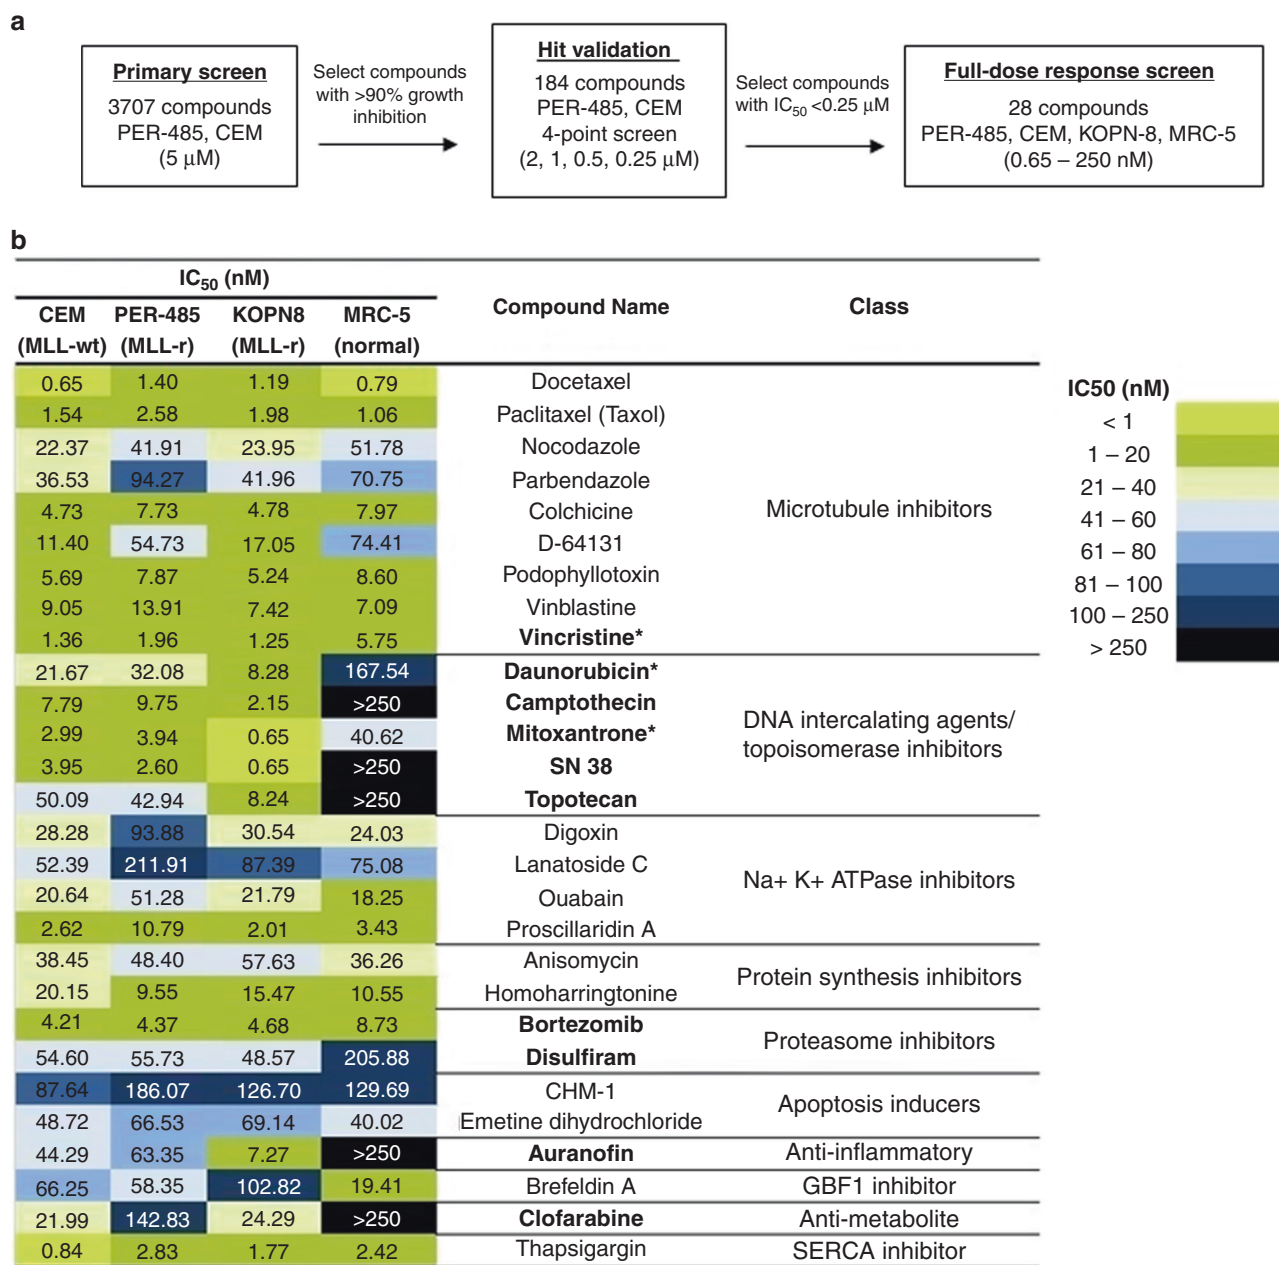 a
Primary screen
3707 compounds
PER-485, CEM
(5 μM)
Select compounds
with >90% growth
inhibition
Hit validation
184 compounds
PER-485, CEM
4-point screen
(2, 1, 0.5, 0.25 μM)
Select compounds
with IC50 <0.25 μM
Full-dose response screen
28 compounds
PER-485, CEM, KOPN-8, MRC-5
(0.65 – 250 nM)
b
IC50 (nM)
CEM PER-485 KOPN8 MRC-5 Compound Name Class
(MLL-wt) (MLL-r) (MLL-r) (normal)
0.65 1.40 1.19 0.79 Docetaxel
1.54 2.58 1.98 1.06 Paclitaxel (Taxol)
22.37 41.91 23.95 51.78 Nocodazole
36.53 94.27 41.96 70.75 Parbendazole
4.73 7.73 4.78 7.97 Colchicine Microtubule inhibitors
11.40 54.73 17.05 74.41 D-64131
5.69 7.87 5.24 8.60 Podophyllotoxin
9.05 13.91 7.42 7.09 Vinblastine
1.36 1.96 1.25 5.75 Vincristine*
21.67 32.08 8.28 167.54 Daunorubicin*
7.79 9.75 2.15 >250 Camptothecin DNA intercalating agents/
2.99 3.94 0.65 40.62 Mitoxantrone* topoisomerase inhibitors
3.95 2.60 0.65 >250 SN 38
50.09 42.94 8.24 >250 Topotecan
28.28 93.88 30.54 24.03 Digoxin
52.39 211.91 87.39 75.08 Lanatoside C Na+ K+ ATPase inhibitors
20.64 51.28 21.79 18.25 Ouabain
2.62 10.79 2.01 3.43 Proscillaridin A
38.45 48.40 57.63 36.26 Anisomycin Protein synthesis inhibitors
20.15 9.55 15.47 10.55 Homoharringtonine
4.21 4.37 4.68 8.73 Bortezomib Proteasome inhibitors
54.60 55.73 48.57 205.88 Disulfiram
87.64 186.07 126.70 129.69 CHM-1 Apoptosis inducers
48.72 66.53 69.14 40.02 Emetine dihydrochloride
44.29 63.35 7.27 >250 Auranofin Anti-inflammatory
66.25 58.35 102.82 19.41 Brefeldin A GBF1 inhibitor
21.99 142.83 24.29 >250 Clofarabine Anti-metabolite
0.84 2.83 1.77 2.42 Thapsigargin SERCA inhibitor
IC50 (nM)
< 1
1 – 20
21 – 40
41 – 60
61 – 80
81 – 100
100 – 250
> 250